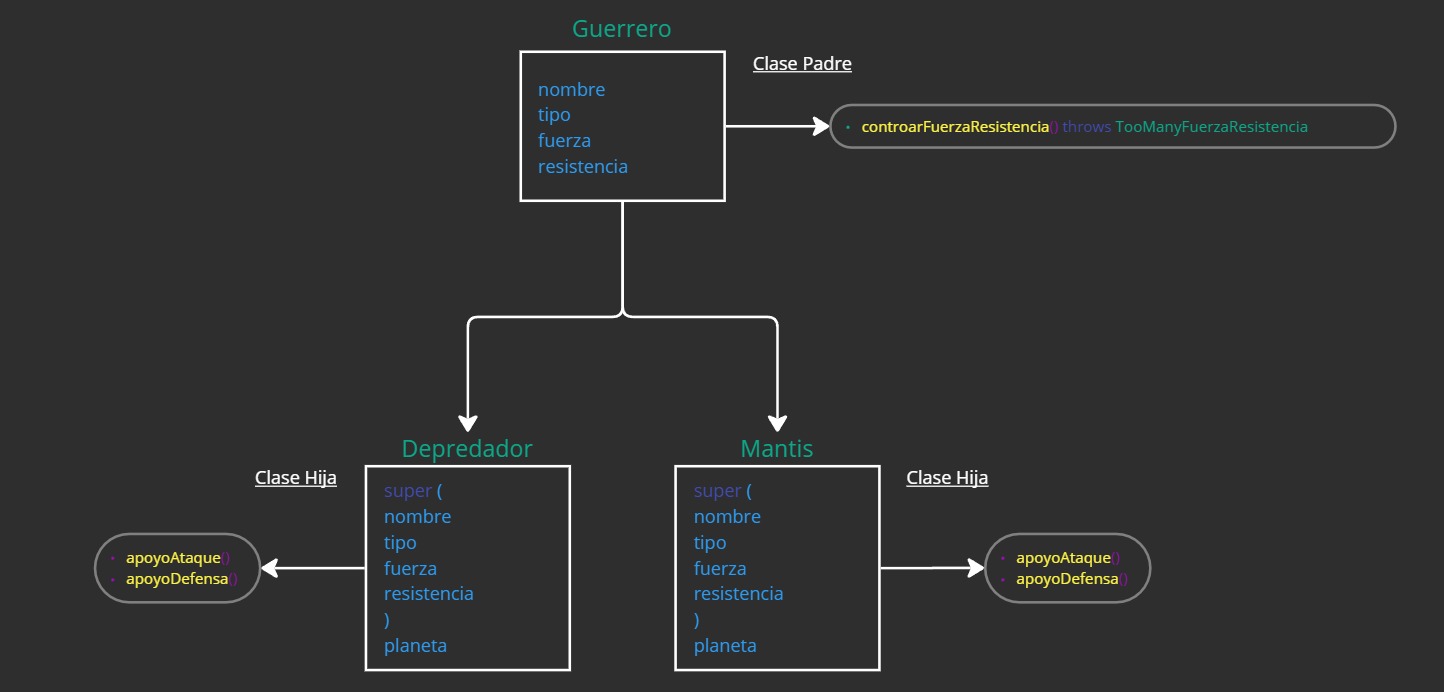 Guerrero
Clase Padre
nombre
tipo
fuerza
resistencia
• controarFuerzaResistencia() throws TooManyFuerzaResistencia
Depredador
Clase Hija
super (
nombre
tipo
fuerza
resistencia
)
planeta
• apoyoAtaque()
• apoyoDefensa()
Mantis
Clase Hija
super (
nombre
tipo
fuerza
resistencia
)
planeta
• apoyoAtaque()
• apoyoDefensa()